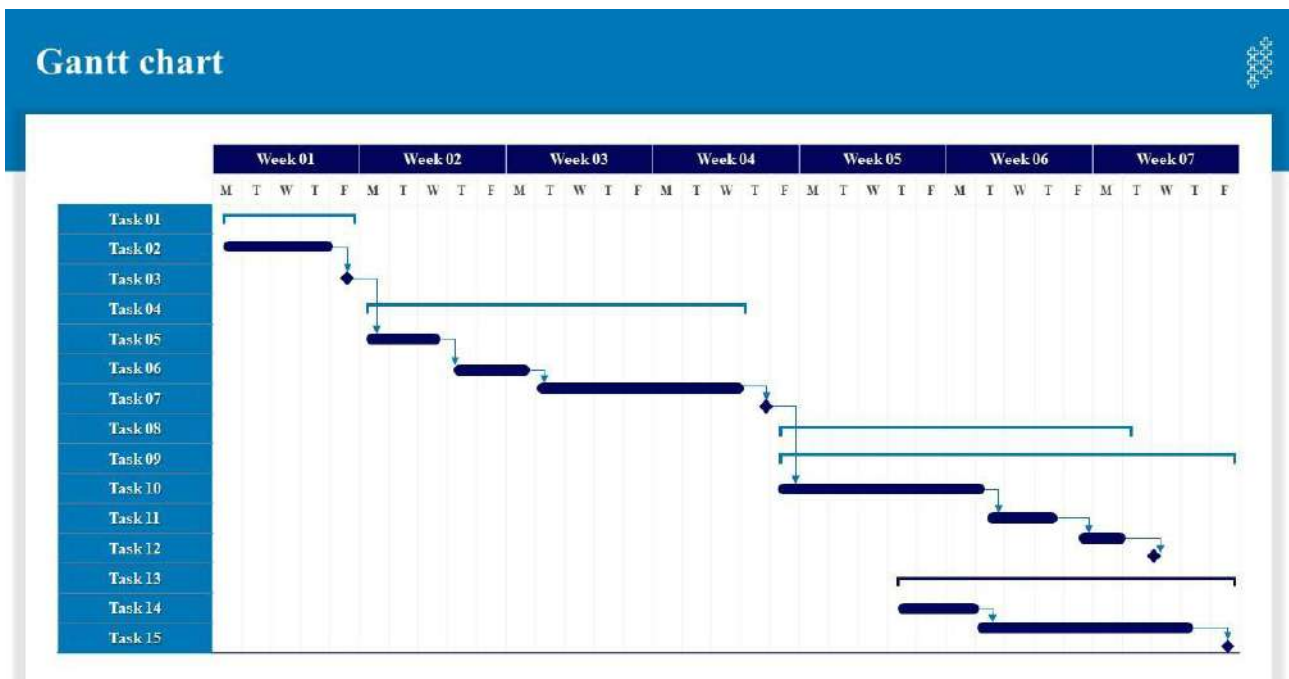 Gantt chart
Week 01 Week 02 Week 03 Week 04 Week 05 Week 06 Week 07
M T W T F M T W T F M T W T F M T W T F M T W T F M T W T F M T W T F
Task 01
Task 02
Task 03
Task 04
Task 05
Task 06
Task 07
Task 08
Task 09
Task 10
Task 11
Task 12
Task 13
Task 14
Task 15